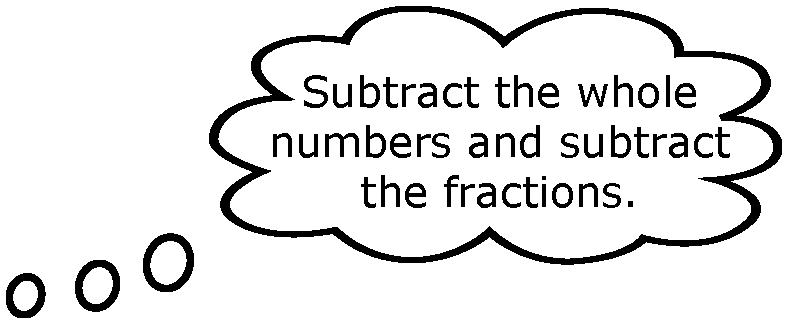 Subtract the whole
numbers and subtract
the fractions.